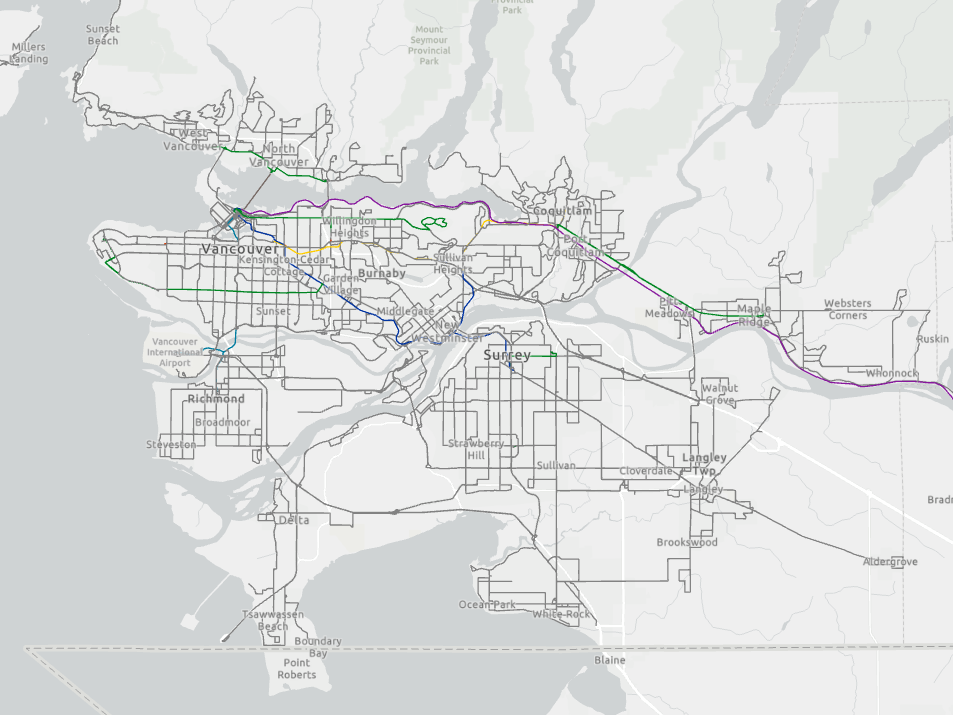 Provincial
Park
Sunset
Beach
Millers
Landing
Mount
Seymour
Provincial
Park
West
Vancouver
North
Vancouver
Coquitlam
Willingdon
Heights
Vancouver
Port
Coquitlam
Kensington-Cedar
Cottage
Sullivan
Heights
Burnaby
Garden
Village
Pitt
Meadows
Maple
Ridge
Websters
Corners
Sunset
Middlegate
New
Westminster
Ruskin
Vancouver
International
Airport
Surrey
Whonnock
Walnut
Grove
Richmond
Broadmoor
Steveston
Strawberry
Hill
Sullivan
Cloverdale
Langley
Twp
Langley
Bradn
Delta
Brookswood
Aldergrove
Ocean Park
White Rock
Tsawwassen
Beach
Boundary
Bay
Point
Roberts
Blaine